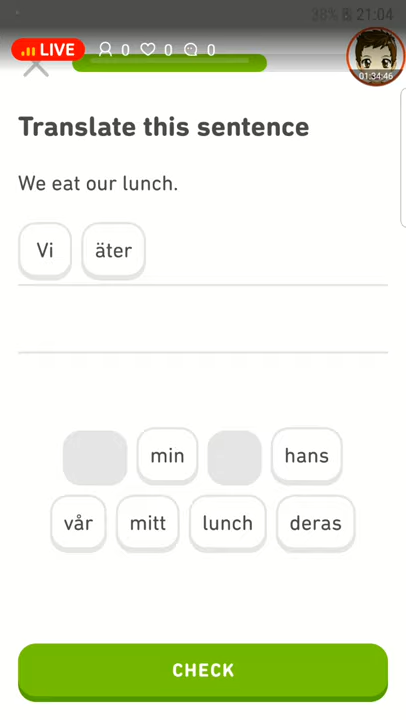 38% 21:04
LIVE 0 0 0
01:34:46
Translate this sentence
We eat our lunch.
Vi äter
min hans
vår mitt lunch deras
CHECK